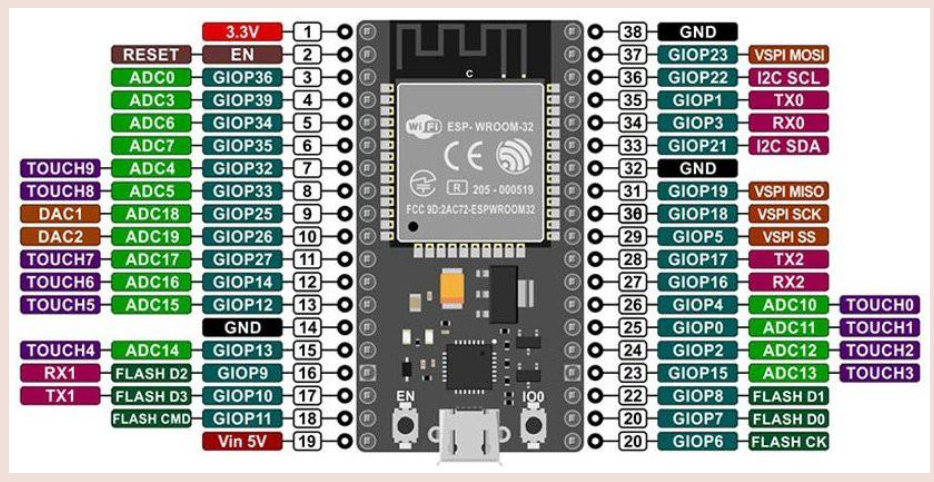 3.3V 1 38 GND
RESET EN 2 37 GIOP23 VSPI MOSI
ADC0 GIOP36 3 36 GIOP22 I2C SCL
ADC3 GIOP39 4 35 GIOP1 TX0
ADC6 GIOP34 5 34 GIOP3 RX0
ADC7 GIOP35 6 33 GIOP21 I2C SDA
TOUCH9 ADC4 GIOP32 7 32 GND
TOUCH8 ADC5 GIOP33 8 31 GIOP19 VSPI MISO
DAC1 ADC18 GIOP25 9 30 GIOP18 VSPI SCK
DAC2 ADC19 GIOP26 10 29 GIOP5 VSPI SS
TOUCH7 ADC17 GIOP27 11 28 GIOP17 TX2
TOUCH6 ADC16 GIOP14 12 27 GIOP16 RX2
TOUCH5 ADC15 GIOP12 13 26 GIOP4 ADC10 TOUCH0
GND 14 25 GIOP0 ADC11 TOUCH1
TOUCH4 ADC14 GIOP13 15 24 GIOP2 ADC12 TOUCH2
RX1 FLASH D2 GIOP9 16 23 GIOP15 ADC13 TOUCH3
TX1 FLASH D3 GIOP10 17 22 GIOP8 FLASH D1
FLASH CMD GIOP11 18 20 GIOP7 FLASH D0
Vin 5V 19 20 GIOP6 FLASH CK
C
WiFi ESP-WROOM-32
CE
R 205-000519
FCC 9D:2AC72-ESPWROOM32
EN IO0